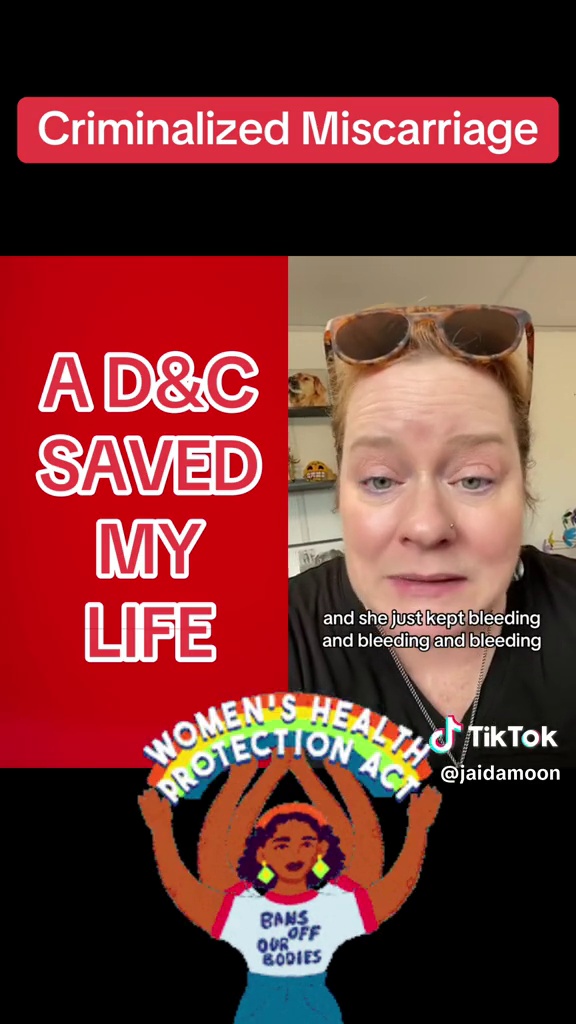 Criminalized Miscarriage
A D&C
SAVED
MY
LIFE
and she just kept bleeding
and bleeding and bleeding
WOMEN'S HEALTH
PROTECTION ACT
TikTok
@jaidamoon
BANS
OFF
OUR
BODIES